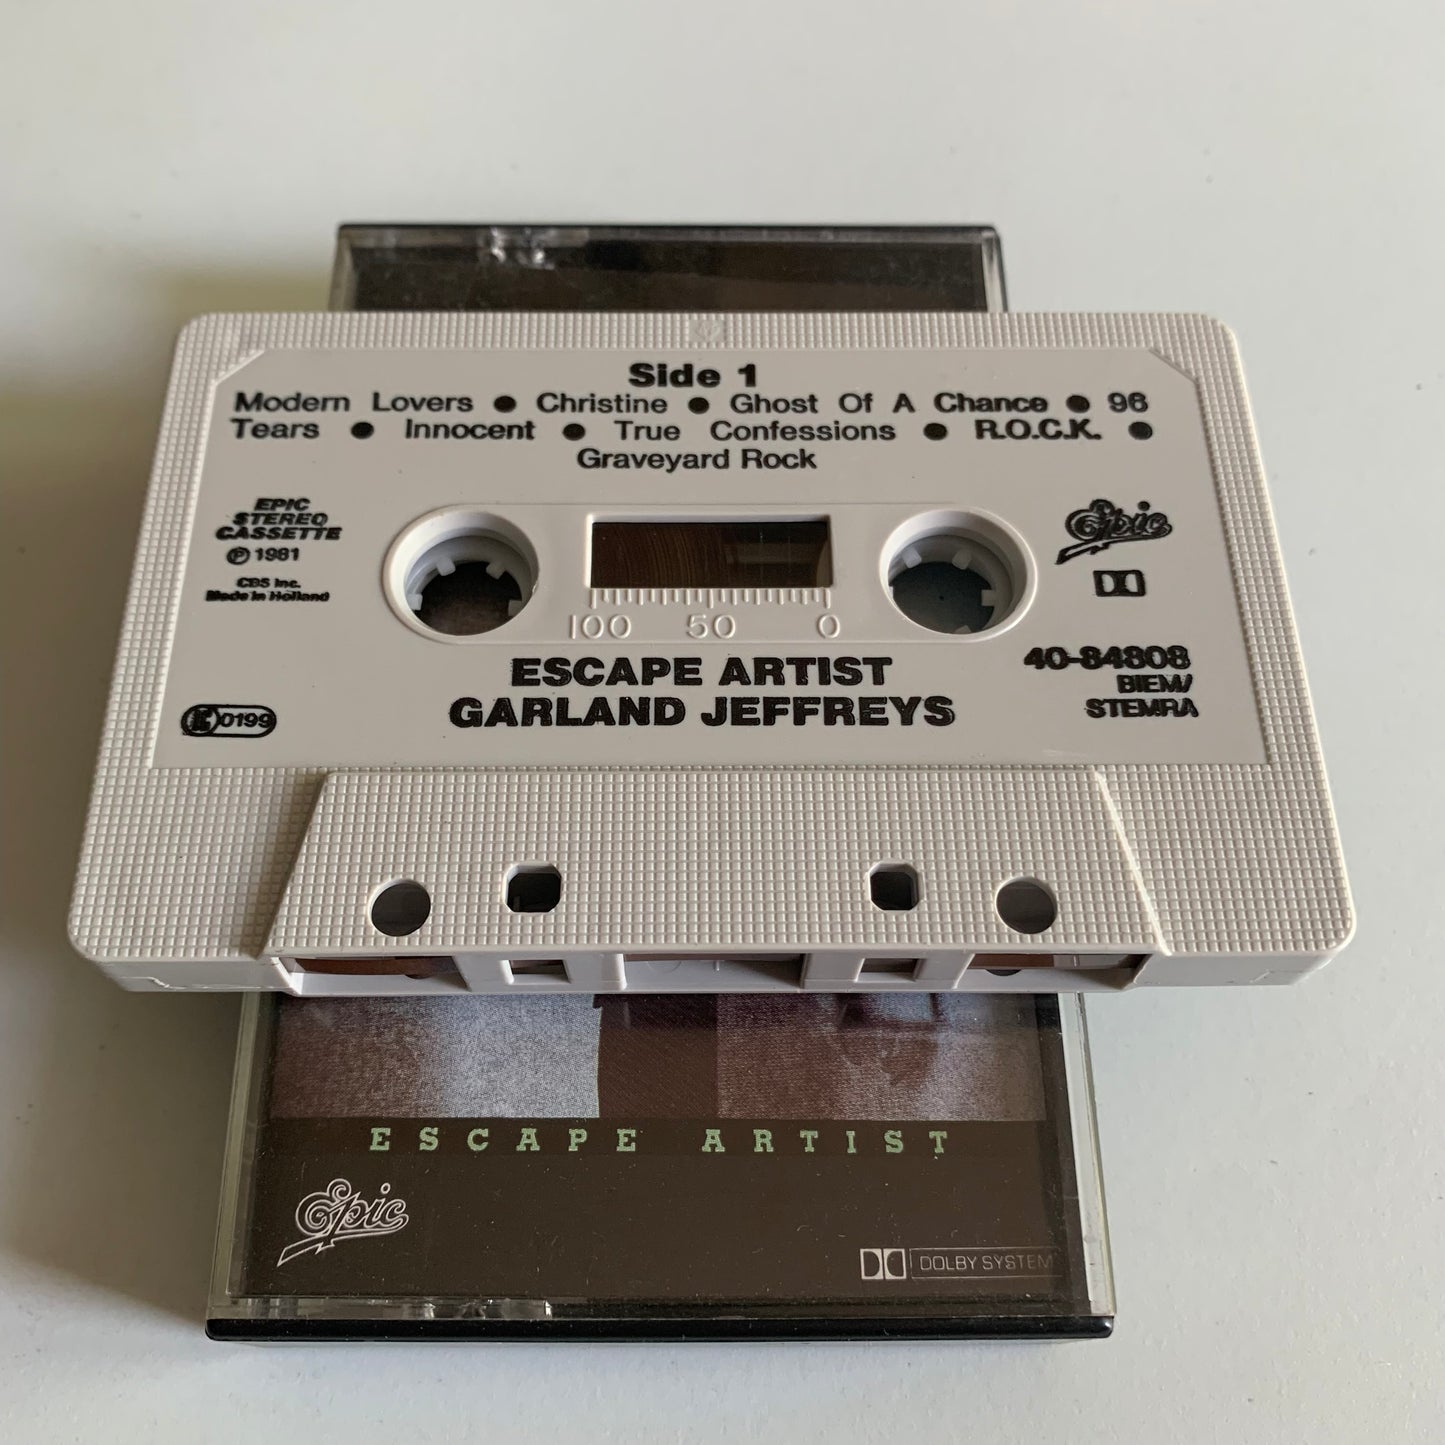 Side 1
Modern Lovers ● Christine ● Ghost Of A Chance ● 96
Tears ● Innocent ● True Confessions ● R.O.C.K. ●
Graveyard Rock
EPIC
STEREO
CASSETTE
℗ 1981
CBS Inc.
Made in Holland
Epic
100 50 0
ESCAPE ARTIST
GARLAND JEFFREYS
40-84808
BIEM/
STEMRA
K 0199
ESCAPE ARTIST
Epic
DOLBY SYSTEM